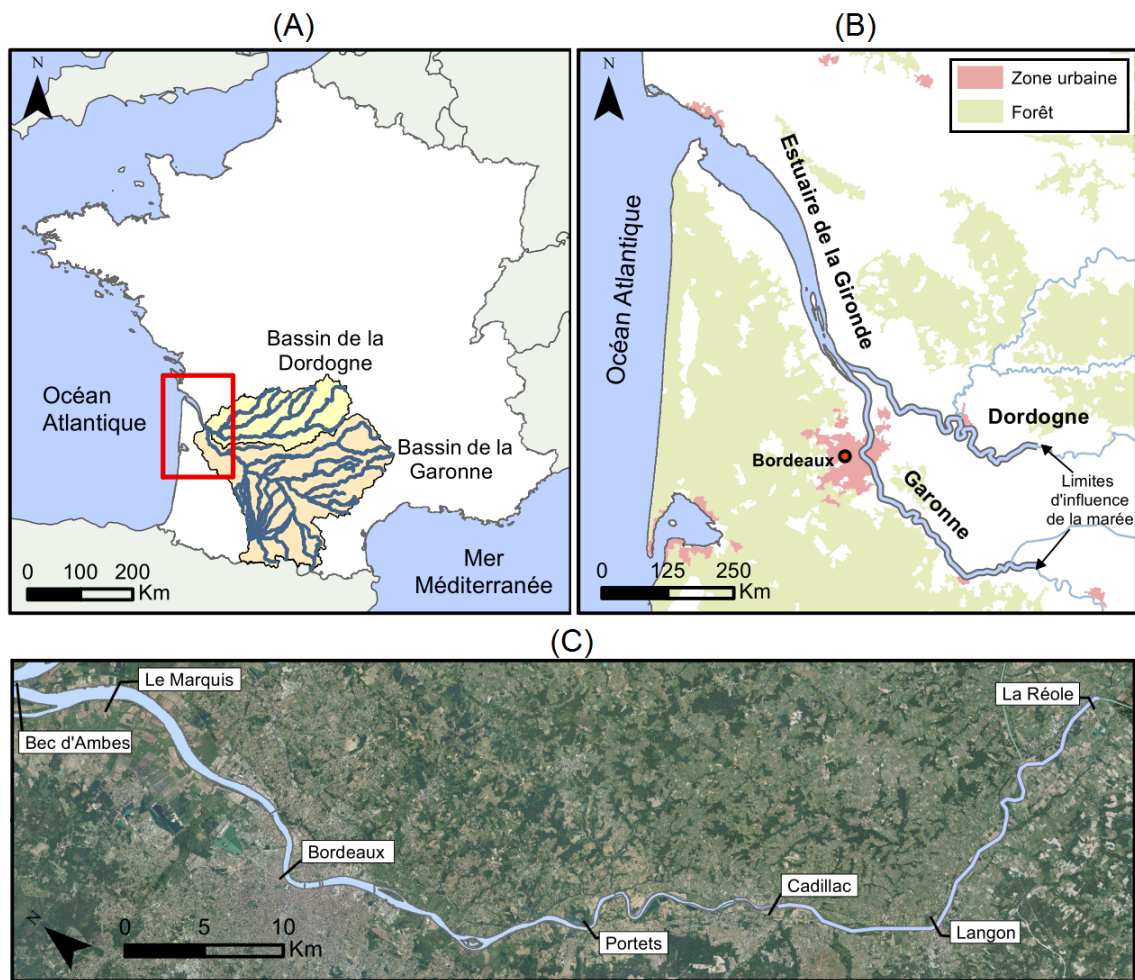 (A)
N
Bassin de la
Dordogne
Océan
Atlantique
Bassin de la
Garonne
Mer
Méditerranée
0 100 200
Km
(B)
N
Zone urbaine
Forêt
Estuaire de la Gironde
Océan Atlantique
Dordogne
Bordeaux
Garonne
Limites
d'influence
de la marée
0 125 250
Km
(C)
Le Marquis
La Réole
Bec d'Ambes
Bordeaux
Cadillac
Portets
Langon
N
0 5 10
Km